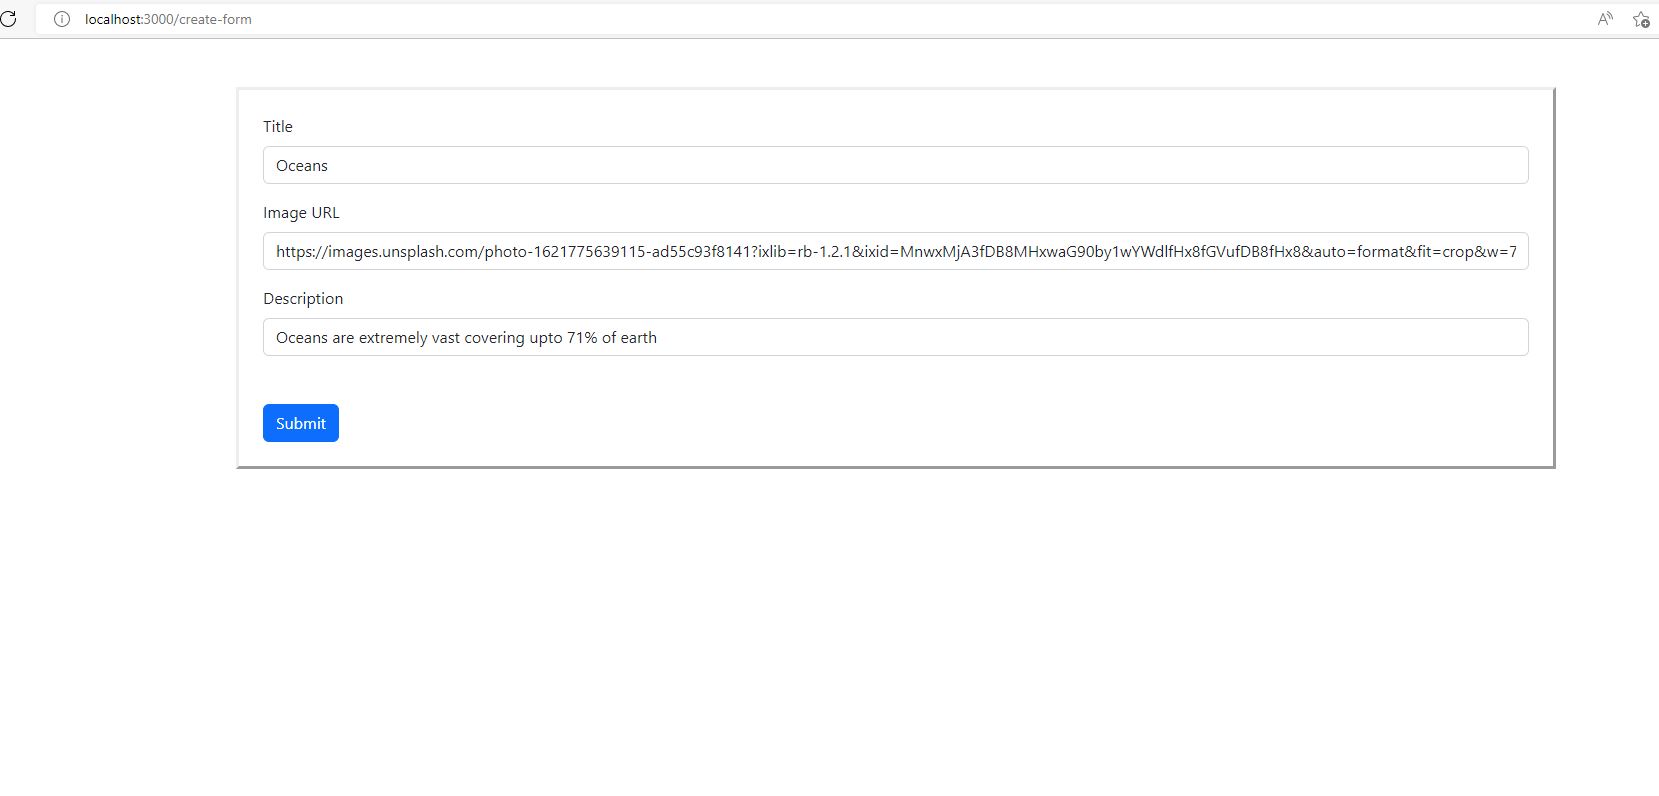 localhost:3000/create-form
Title
Oceans
Image URL
https://images.unsplash.com/photo-1621775639115-ad55c93f8141?ixlib=rb-1.2.1&ixid=MnwxMjA3fDB8MHxwaG90by1wYWdlfHx8fGVufDB8fHx8&auto=format&fit=crop&w=7
Description
Oceans are extremely vast covering upto 71% of earth
Submit